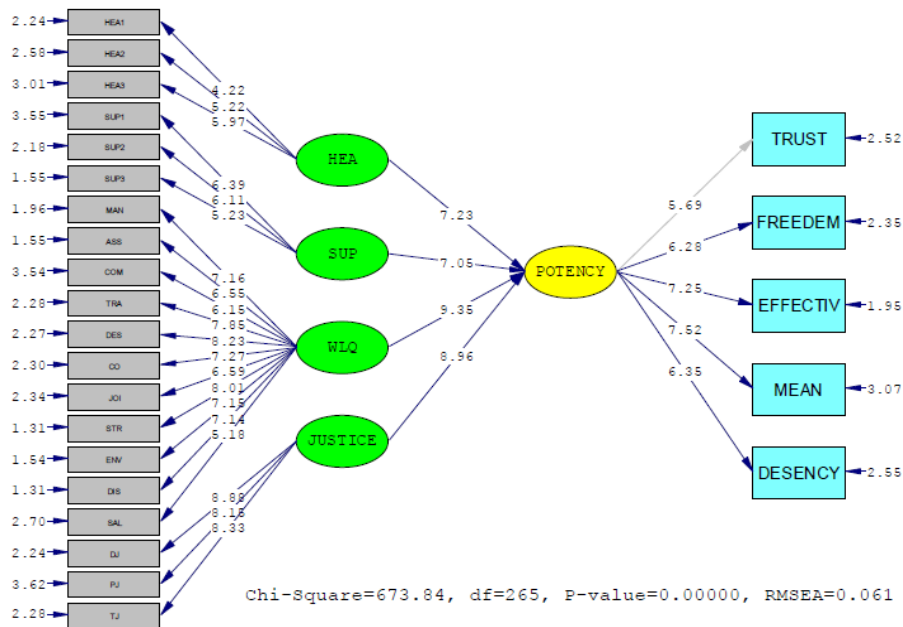 2.24 HEA1
2.58 HEA2
3.01 HEA3
3.55 SUP1
2.18 SUP2
1.55 SUP3
1.96 MAN
1.55 ASS
3.54 COM
2.28 TRA
2.27 DES
2.30 CO
2.34 JOI
1.31 STR
1.54 ENV
1.31 DIS
2.70 SAL
2.24 DJ
3.62 PJ
2.28 TJ
4.22
5.22
5.97
6.39
6.11
5.23
7.16
6.55
6.15
7.85
8.23
7.27
6.59
8.01
7.15
7.14
5.18
8.88
8.18
8.33
HEA
SUP
WLQ
JUSTICE
7.23
7.05
9.35
8.96
POTENCY
5.69
6.28
7.25
7.52
6.35
TRUST 2.52
FREEDEM 2.35
EFFECTIV 1.95
MEAN 3.07
DESENCY 2.55
Chi-Square=673.84, df=265, P-value=0.00000, RMSEA=0.061